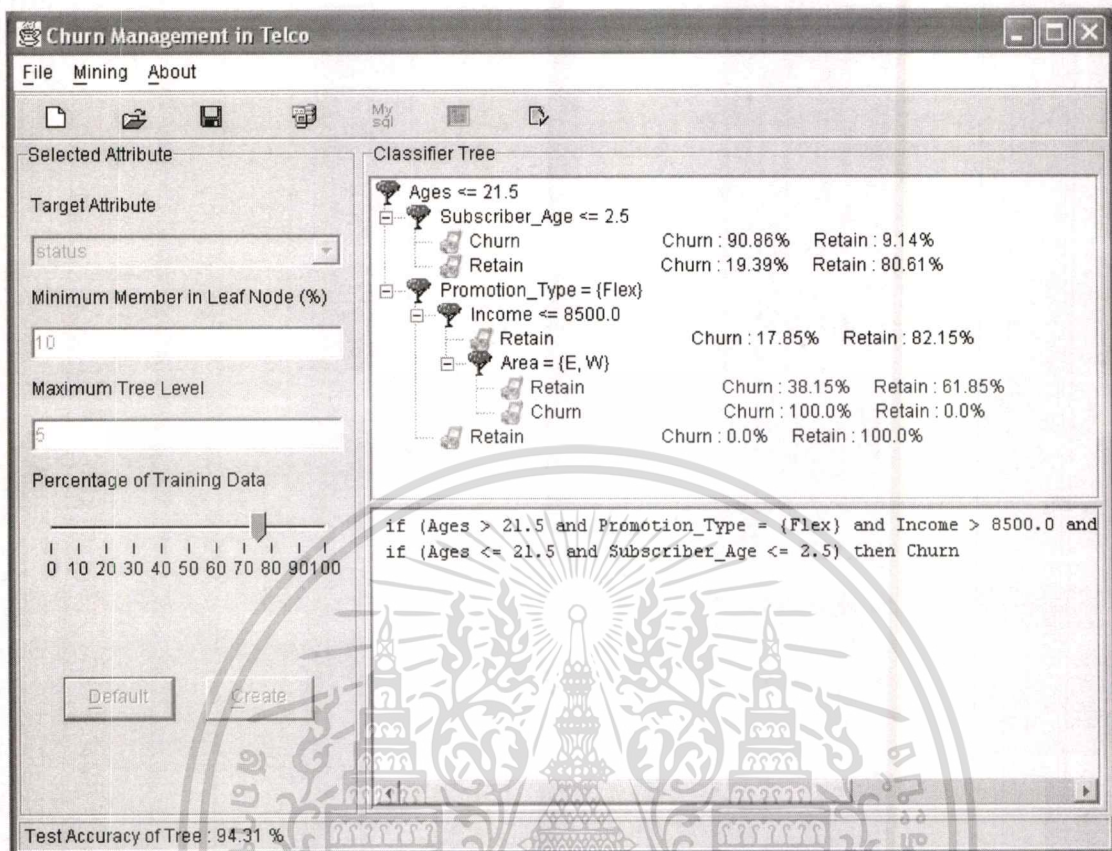 Churn Management in Telco
File Mining About
My sql
Selected Attribute
Target Attribute
status
Minimum Member in Leaf Node (%)
10
Maximum Tree Level
5
Percentage of Training Data
0 10 20 30 40 50 60 70 80 90100
Default Create
Classifier Tree
Ages <= 21.5
Subscriber_Age <= 2.5
Churn Churn : 90.86% Retain : 9.14%
Retain Churn : 19.39% Retain : 80.61%
Promotion_Type = {Flex}
Income <= 8500.0
Retain Churn : 17.85% Retain : 82.15%
Area = {E, W}
Retain Churn : 38.15% Retain : 61.85%
Churn Churn : 100.0% Retain : 0.0%
Retain Churn : 0.0% Retain : 100.0%
if (Ages > 21.5 and Promotion_Type = {Flex} and Income > 8500.0 and
if (Ages <= 21.5 and Subscriber_Age <= 2.5) then Churn
Test Accuracy of Tree : 94.31 %